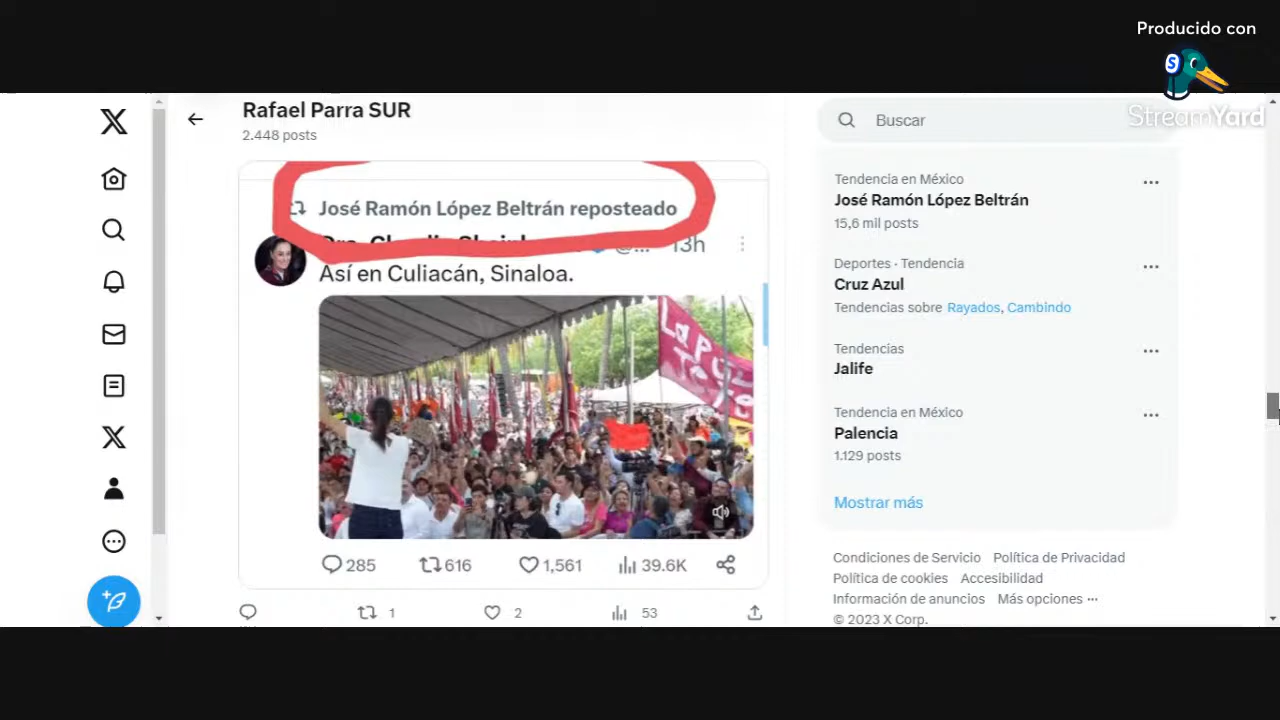 Producido con
StreamYard
Rafael Parra SUR
2.448 posts
José Ramón López Beltrán reposteado
Dra. Claudia
@... 13h
Así en Culiacán, Sinaloa.
La
285 616 1,561 39.6K
1 2 53
Buscar
Tendencia en México
José Ramón López Beltrán
15,6 mil posts
Deportes · Tendencia
Cruz Azul
Tendencias sobre Rayados, Cambindo
Tendencias
Jalife
Tendencia en México
Palencia
1.129 posts
Mostrar más
Condiciones de Servicio Política de Privacidad
Política de cookies Accesibilidad
Información de anuncios Más opciones ···
© 2023 X Corp.